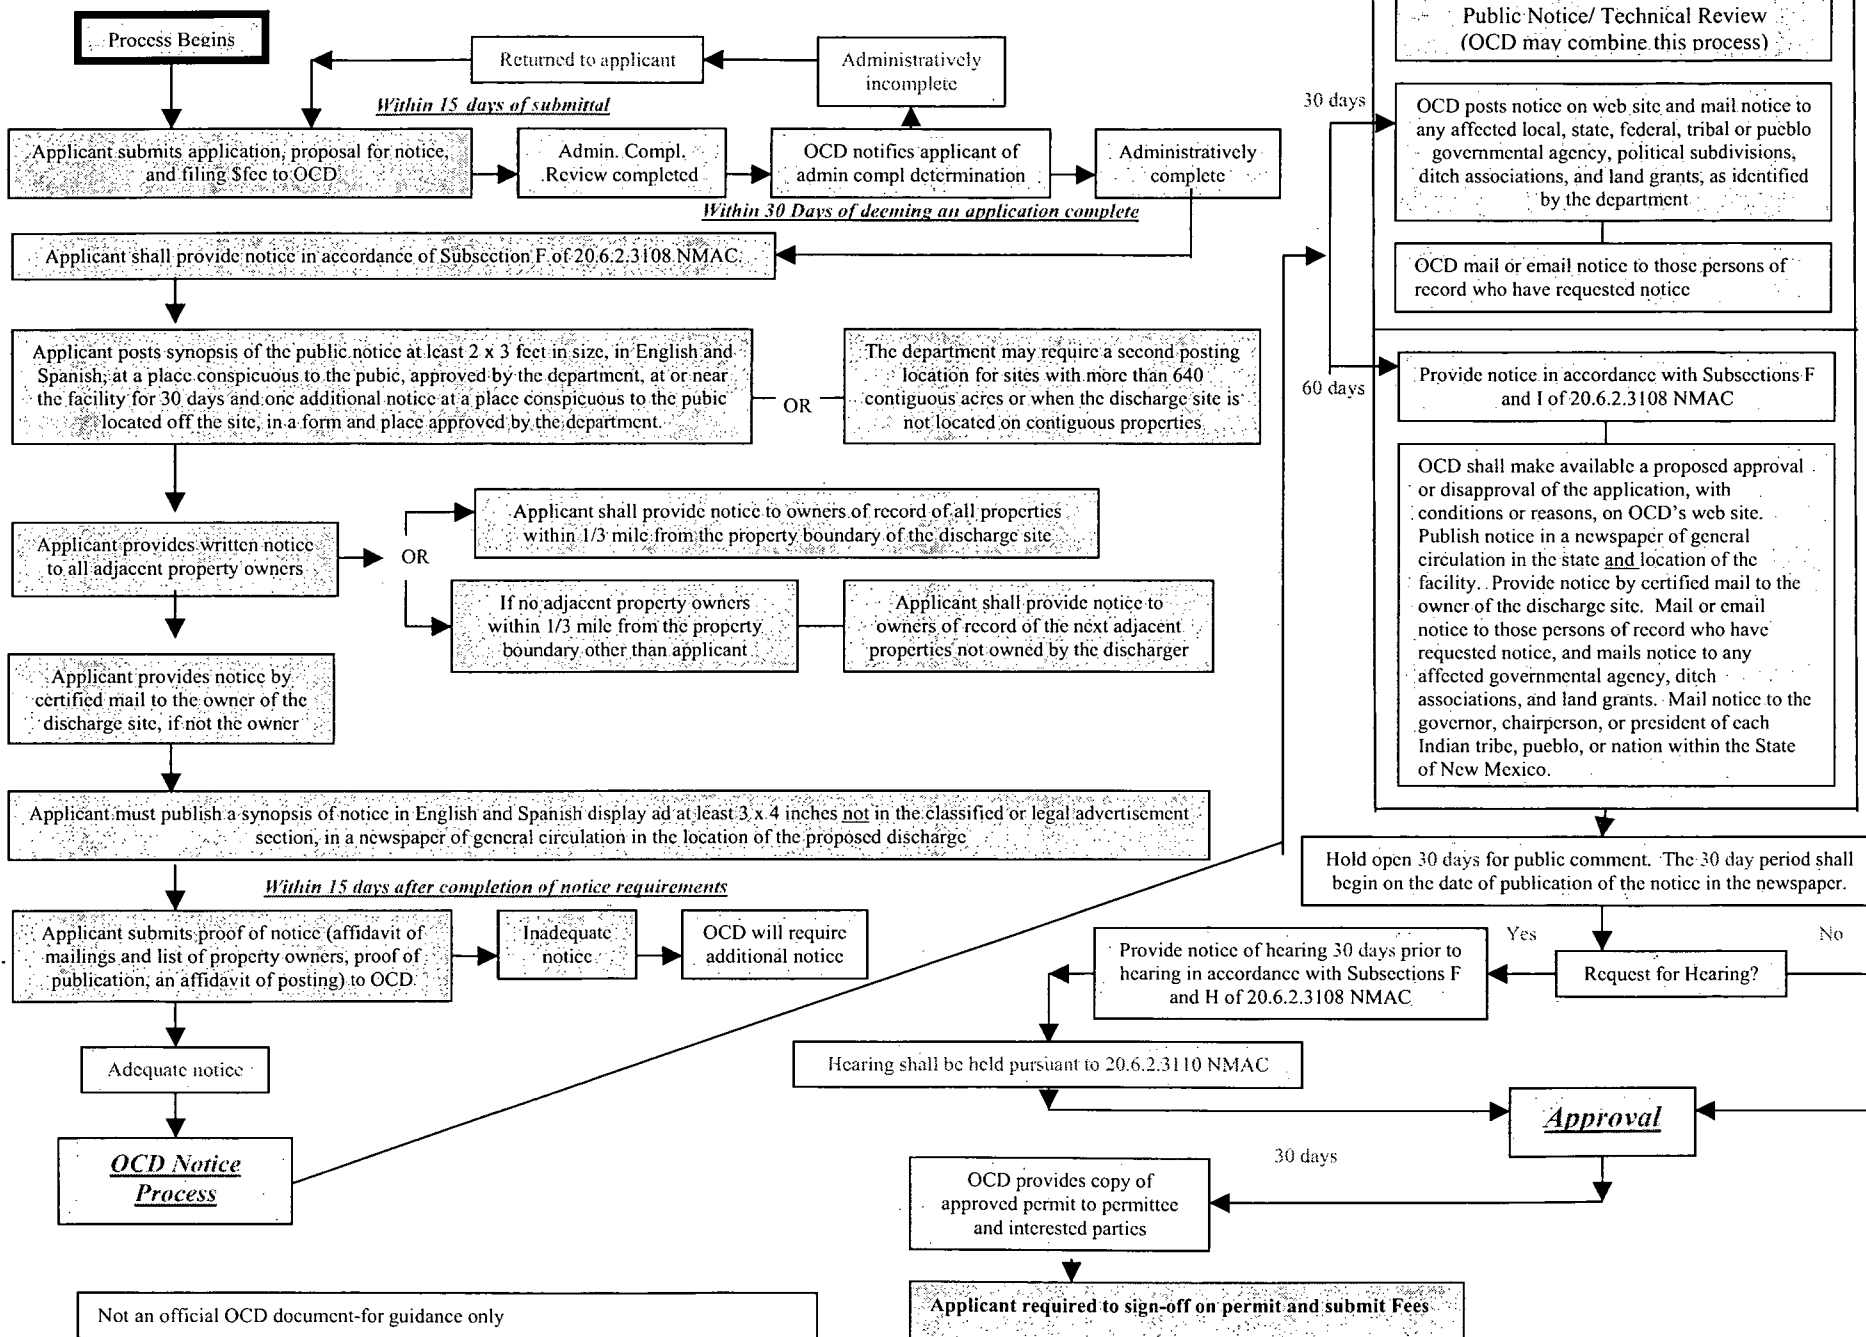 Process Begins
Returned to applicant
Administratively
incomplete
Within 15 days of submittal
Applicant submits application, proposal for notice,
and filing $fee to OCD
Admin. Compl.
Review completed
OCD notifies applicant of
admin compl determination
Administratively
complete
Within 30 Days of deeming an application complete
Applicant shall provide notice in accordance of Subsection F of 20.6.2.3108 NMAC.
Applicant posts synopsis of the public notice at least 2 x 3 feet in size, in English and
Spanish, at a place conspicuous to the pubic, approved by the department, at or near
the facility for 30 days and one additional notice at a place conspicuous to the pubic
located off the site, in a form and place approved by the department.
OR
The department may require a second posting
location for sites with more than 640
contiguous acres or when the discharge site is
not located on contiguous properties
Applicant provides written notice
to all adjacent property owners
OR
Applicant shall provide notice to owners of record of all properties
within 1/3 mile from the property boundary of the discharge site
If no adjacent property owners
within 1/3 mile from the property
boundary other than applicant
Applicant shall provide notice to
owners of record of the next adjacent
properties not owned by the discharger
Applicant provides notice by
certified mail to the owner of the
discharge site, if not the owner
Applicant must publish a synopsis of notice in English and Spanish display ad at least 3 x 4 inches not in the classified or legal advertisement
section, in a newspaper of general circulation in the location of the proposed discharge
Within 15 days after completion of notice requirements
Applicant submits proof of notice (affidavit of
mailings and list of property owners, proof of
publication, an affidavit of posting) to OCD.
Inadequate
notice
OCD will require
additional notice
Adequate notice
OCD Notice
Process
Public Notice/ Technical Review
(OCD may combine this process)
30 days
OCD posts notice on web site and mail notice to
any affected local, state, federal, tribal or pueblo
governmental agency, political subdivisions,
ditch associations, and land grants, as identified
by the department
OCD mail or email notice to those persons of
record who have requested notice
60 days
Provide notice in accordance with Subsections F
and I of 20.6.2.3108 NMAC
OCD shall make available a proposed approval
or disapproval of the application, with
conditions or reasons, on OCD's web site.
Publish notice in a newspaper of general
circulation in the state and location of the
facility. Provide notice by certified mail to the
owner of the discharge site. Mail or email
notice to those persons of record who have
requested notice, and mails notice to any
affected governmental agency, ditch
associations, and land grants. Mail notice to the
governor, chairperson, or president of each
Indian tribe, pueblo, or nation within the State
of New Mexico.
Hold open 30 days for public comment. The 30 day period shall
begin on the date of publication of the notice in the newspaper.
Yes
No
Request for Hearing?
Provide notice of hearing 30 days prior to
hearing in accordance with Subsections F
and H of 20.6.2.3108 NMAC
Hearing shall be held pursuant to 20.6.2.3110 NMAC
Approval
30 days
OCD provides copy of
approved permit to permittee
and interested parties
Applicant required to sign-off on permit and submit Fees
Not an official OCD document-for guidance only